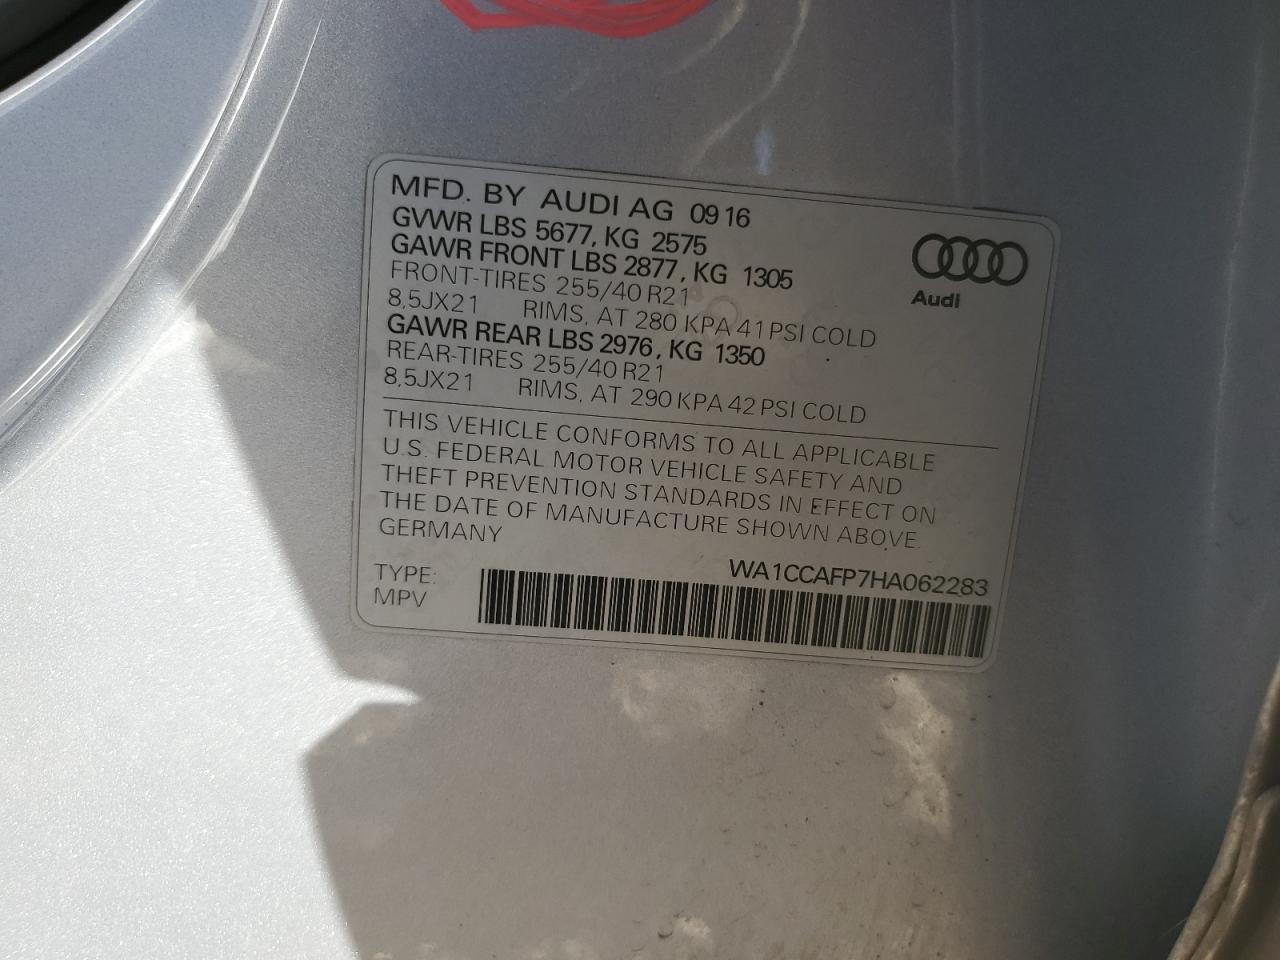 MFD. BY AUDI AG 09 16
GVWR LBS 5677, KG 2575
GAWR FRONT LBS 2877, KG 1305
FRONT-TIRES 255/40 R21
8,5JX21 RIMS, AT 280 KPA 41 PSI COLD
GAWR REAR LBS 2976, KG 1350
REAR-TIRES 255/40 R21
8,5JX21 RIMS, AT 290 KPA 42 PSI COLD
Audi
THIS VEHICLE CONFORMS TO ALL APPLICABLE
U.S. FEDERAL MOTOR VEHICLE SAFETY AND
THEFT PREVENTION STANDARDS IN EFFECT ON
THE DATE OF MANUFACTURE SHOWN ABOVE.
GERMANY
WA1CCAFP7HA062283
TYPE:
MPV